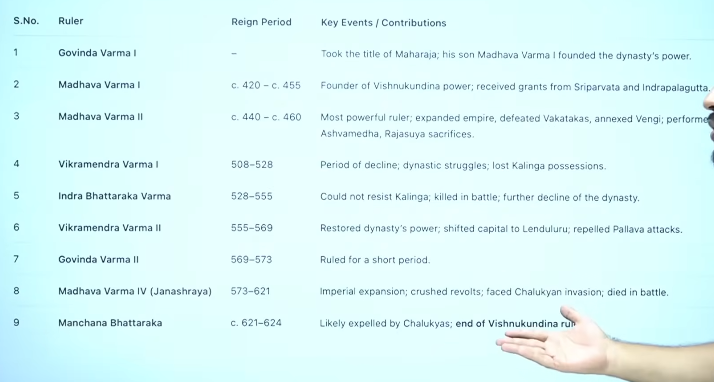 S.No. Ruler Reign Period Key Events / Contributions
1 Govinda Varma I – Took the title of Maharaja; his son Madhava Varma I founded the dynasty's power.
2 Madhava Varma I c. 420 – c. 455 Founder of Vishnukundina power; received grants from Sriparvata and Indrapalagutta.
3 Madhava Varma II c. 440 – c. 460 Most powerful ruler; expanded empire, defeated Vakatakas, annexed Vengi;
Ashvamedha, Rajasuya sacrifices.
4 Vikramendra Varma I 508–528 Period of decline; dynastic struggles; lost Kalinga possessions.
5 Indra Bhattaraka Varma 528–555 Could not resist Kalinga; killed in battle; further decline of the dynasty.
6 Vikramendra Varma II 555–569 Restored dynasty's power; shifted capital to Lenduluru; repelled Pallava attacks.
7 Govinda Varma II 569–573 Ruled for a short period.
8 Madhava Varma IV (Janashraya) 573–621 Imperial expansion; crushed revolts; faced Chalukyan invasion; died in battle.
9 Manchana Bhattaraka c. 621–624 Likely expelled by Chalukyas; end of Vishnukundina